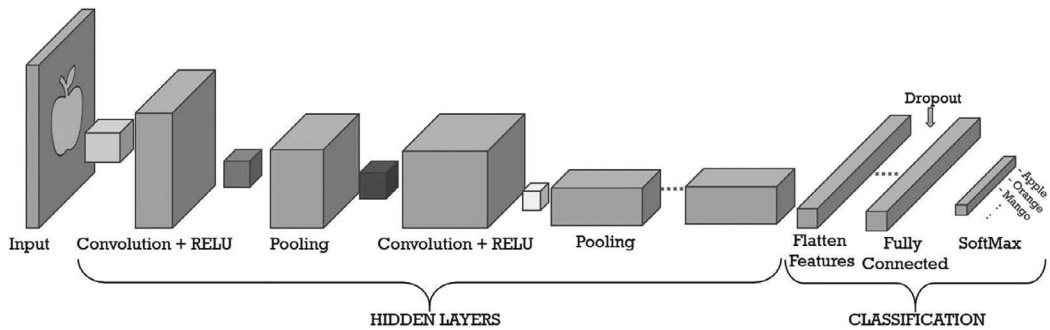 Dropout
Apple
Orange
Mango
Input
Convolution + RELU
Pooling
Convolution + RELU
Pooling
Flatten
Features
Fully
Connected
SoftMax
HIDDEN LAYERS
CLASSIFICATION